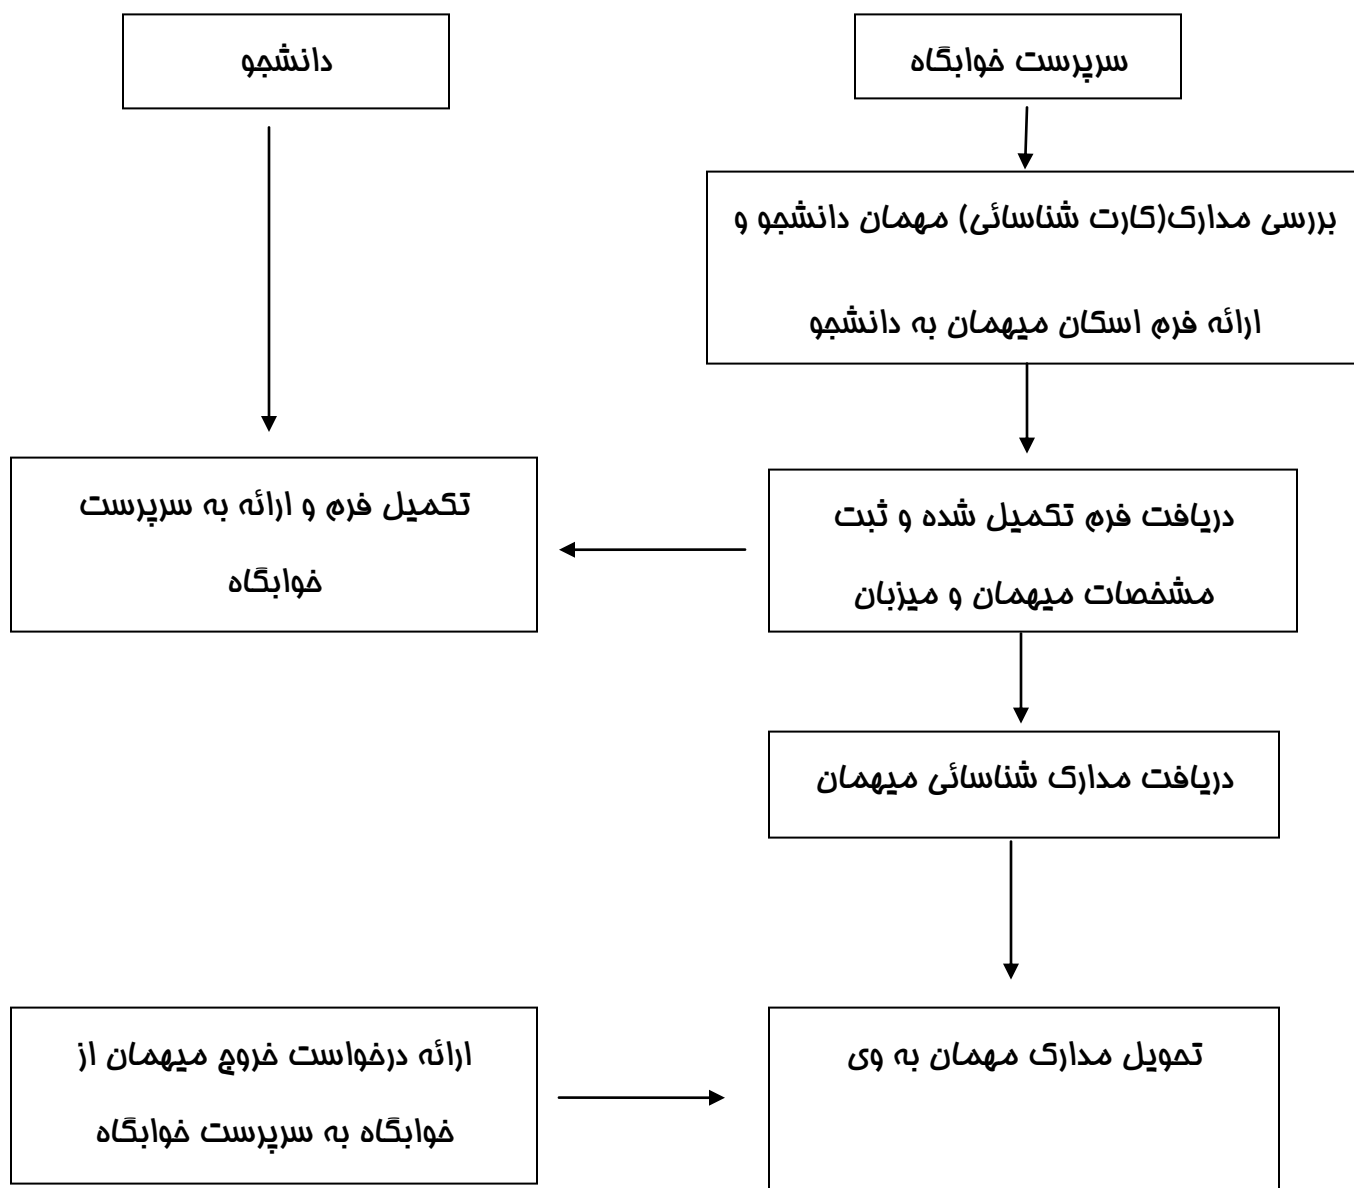 سرپرست خوابگاه
دانشجو
بررسی مدارک(کارت شناسائی) مهمان دانشجو و
ارائه فرم اسکان میهمان به دانشجو
دریافت فرم تکمیل شده و ثبت
مشخصات میهمان و میزبان
تکمیل فرم و ارائه به سرپرست
خوابگاه
دریافت مدارک شناسائی میهمان
تحویل مدارک مهمان به وی
ارائه درخواست خروج میهمان از
خوابگاه به سرپرست خوابگاه